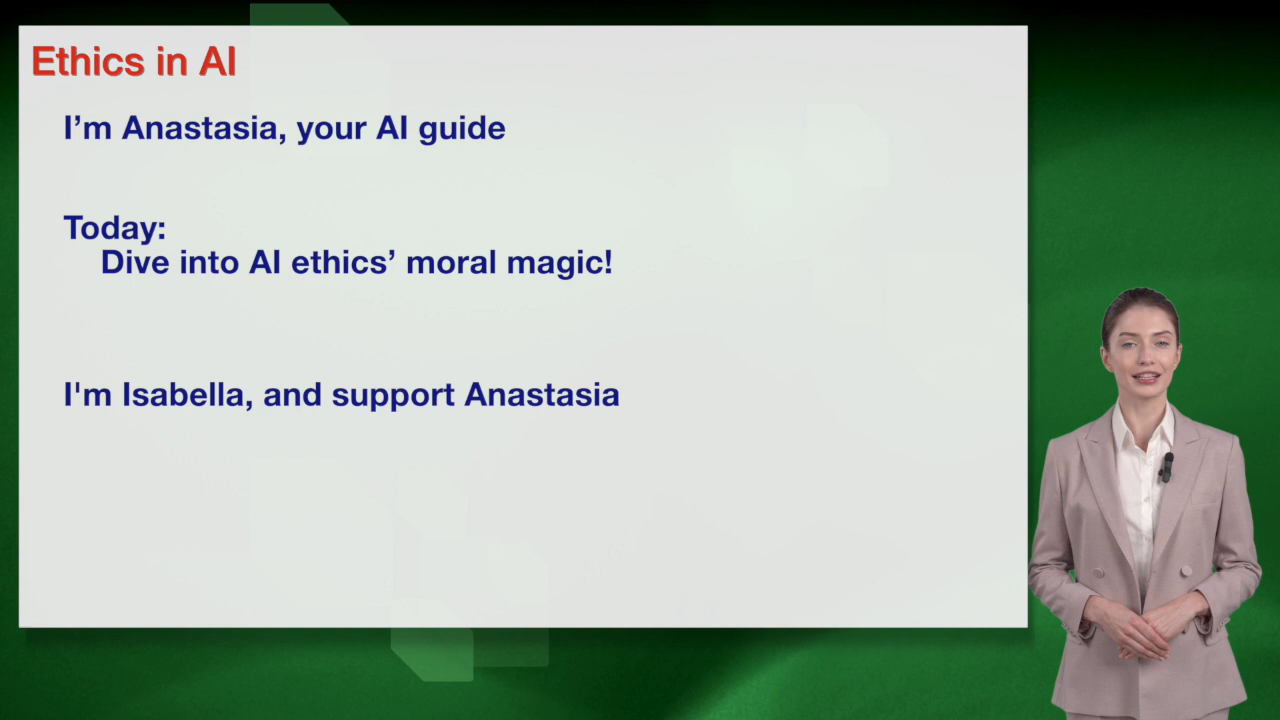 Ethics in AI
I’m Anastasia, your AI guide
Today:
Dive into AI ethics’ moral magic!
I'm Isabella, and support Anastasia